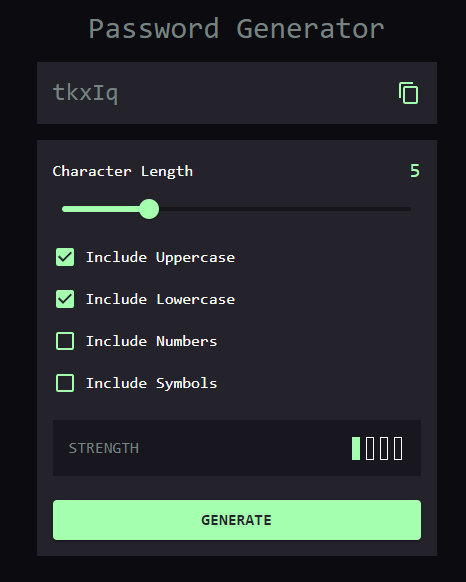 Password Generator
tkxIq
Character Length 5
Include Uppercase
Include Lowercase
Include Numbers
Include Symbols
STRENGTH
GENERATE